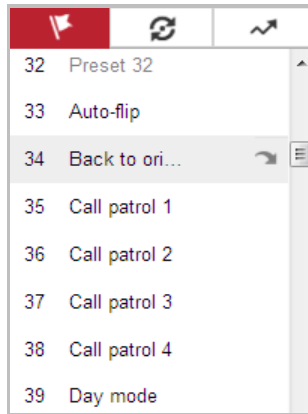 32 Preset 32
33 Auto-flip
34 Back to ori...
35 Call patrol 1
36 Call patrol 2
37 Call patrol 3
38 Call patrol 4
39 Day mode